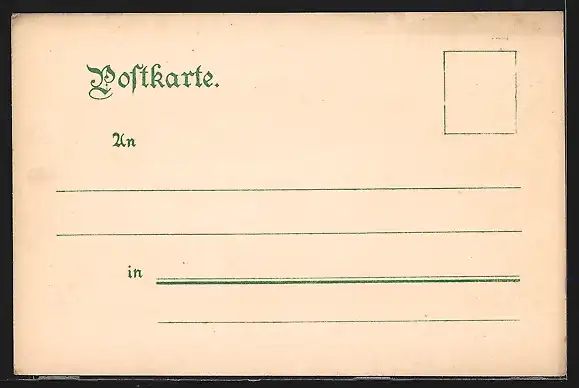 Postkarte.
An
in